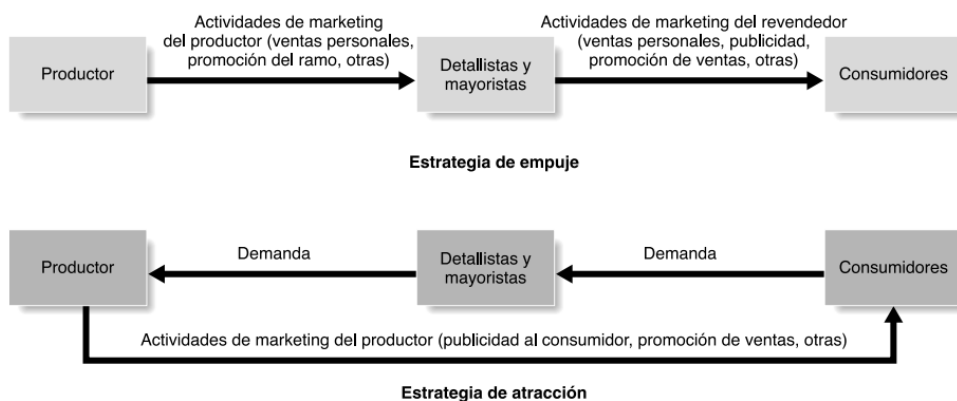 Actividades de marketing
del productor (ventas personales,
promoción del ramo, otras)
Actividades de marketing del revendedor
(ventas personales, publicidad,
promoción de ventas, otras)
Productor
Detallistas y
mayoristas
Consumidores
Estrategia de empuje
Productor
Demanda
Detallistas y
mayoristas
Demanda
Consumidores
Actividades de marketing del productor (publicidad al consumidor, promoción de ventas, otras)
Estrategia de atracción